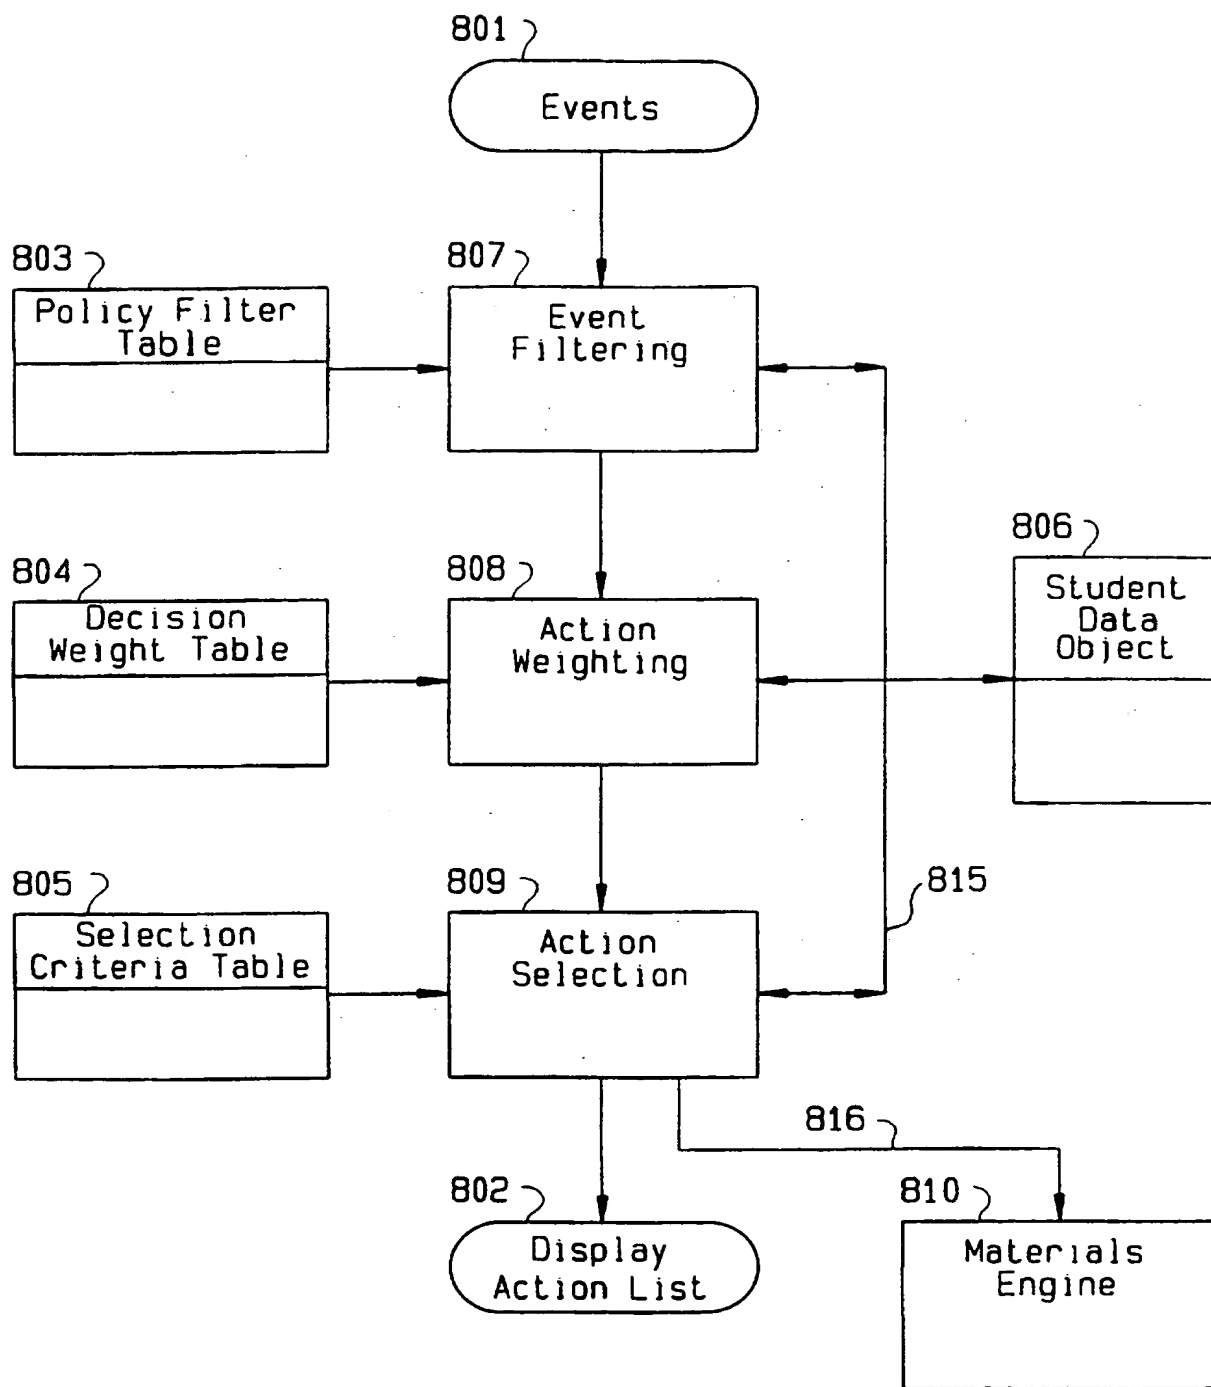 801
Events
803
807
Policy Filter
Table
Event
Filtering
806
Student
Data
Object
804
808
Decision
Weight Table
Action
Weighting
805
809
815
Selection
Criteria Table
Action
Selection
816
802
810
Display
Action List
Materials
Engine